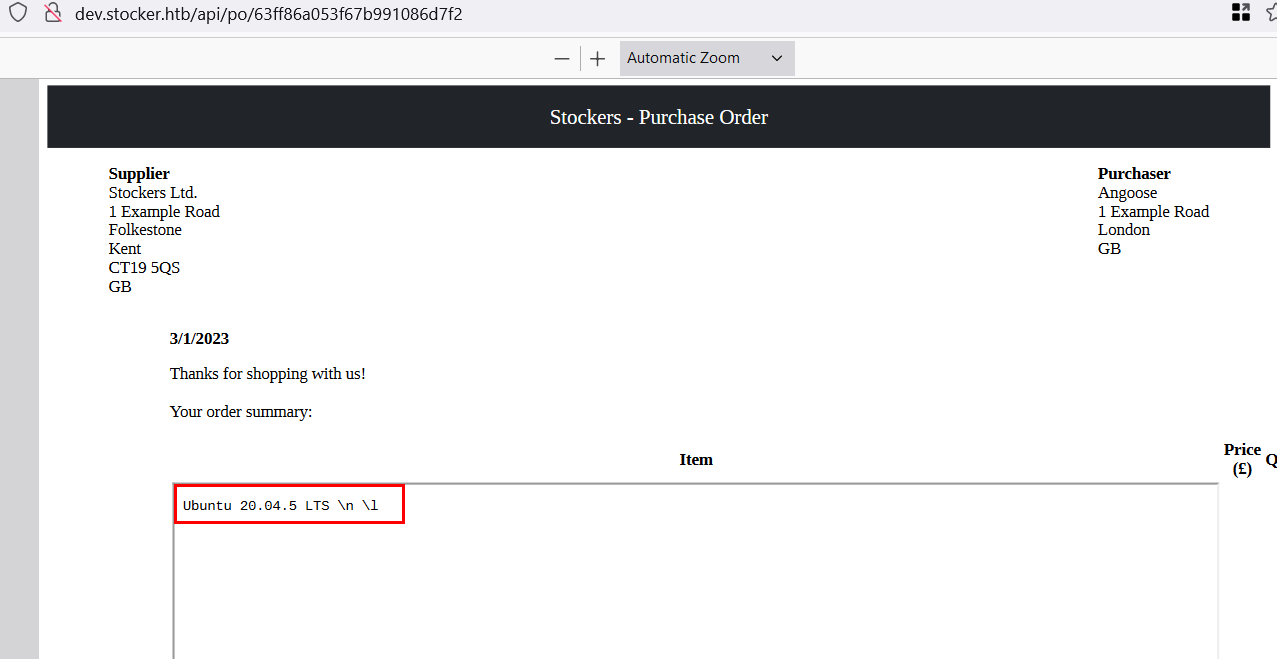 dev.stocker.htb/api/po/63ff86a053f67b991086d7f2
Automatic Zoom
Stockers - Purchase Order
Supplier
Stockers Ltd.
1 Example Road
Folkestone
Kent
CT19 5QS
GB
Purchaser
Angoose
1 Example Road
London
GB
3/1/2023
Thanks for shopping with us!
Your order summary:
Item
Price
(£)
Ubuntu 20.04.5 LTS \n \l